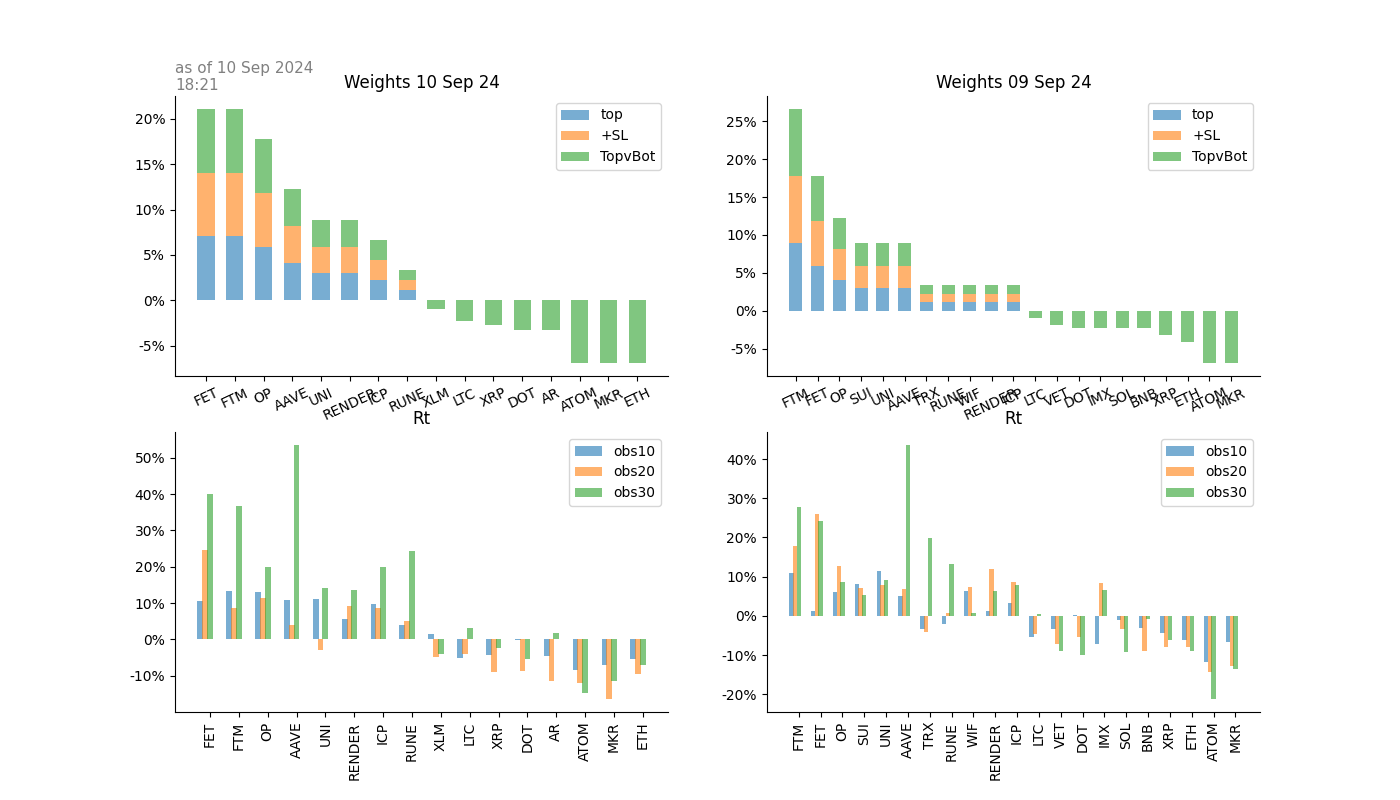 as of 10 Sep 2024
18:21
Weights 10 Sep 24
20%
15%
10%
5%
0%
-5%
top
+SL
TopvBot
FET FTM OP AAVE UNI RENDER ICP RUNE XLM LTC XRP DOT AR ATOM MKR ETH
Weights 09 Sep 24
25%
20%
15%
10%
5%
0%
-5%
top
+SL
TopvBot
FTM FET OP SUI UNI AAVE TRX RUNE WIF RENDER ICP LTC VET DOT IMX SOL BNB XRP ETH ATOM MKR
Rt
50%
40%
30%
20%
10%
0%
-10%
obs10
obs20
obs30
FET FTM OP AAVE UNI RENDER ICP RUNE XLM LTC XRP DOT AR ATOM MKR ETH
Rt
40%
30%
20%
10%
0%
-10%
-20%
obs10
obs20
obs30
FTM FET OP SUI UNI AAVE TRX RUNE WIF RENDER ICP LTC VET DOT IMX SOL BNB XRP ETH ATOM MKR